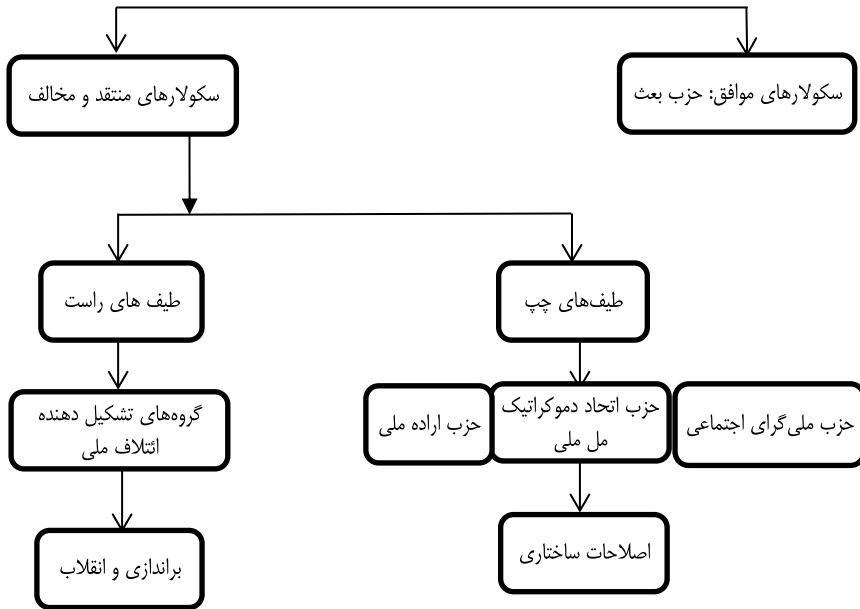 سکولارهای موافق: حزب بعث
سکولارهای منتقد و مخالف
طیف‌های چپ
طیف های راست
حزب ملی‌گرای اجتماعی
حزب اتحاد دموکراتیک
مل ملی
حزب اراده ملی
گروه‌های تشکیل دهنده
ائتلاف ملی
اصلاحات ساختاری
براندازی و انقلاب